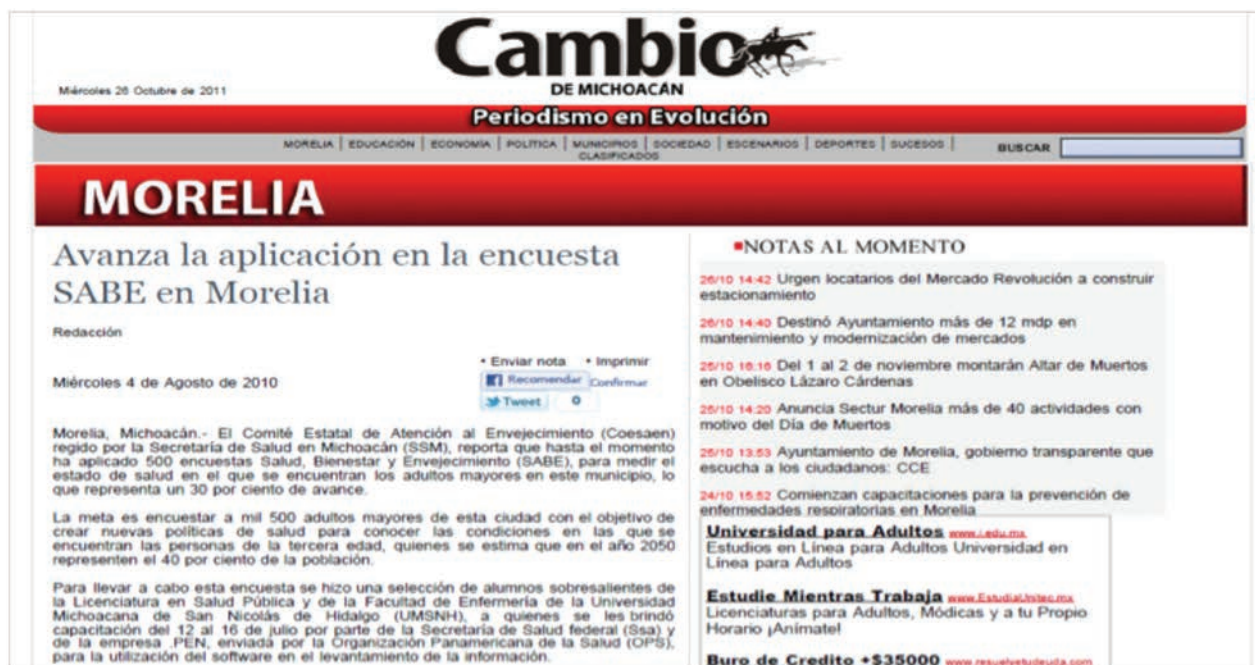 Cambio
DE MICHOACÁN
Miércoles 26 Octubre de 2011
Periodismo en Evolución
MORELIA | EDUCACIÓN | ECONOMÍA | POLÍTICA | MUNICIPIOS | SOCIEDAD | ESCENARIOS | DEPORTES | SUCESOS |
CLASIFICADOS
BUSCAR
MORELIA
Avanza la aplicación en la encuesta
SABE en Morelia
Redacción
• Enviar nota • Imprimir
Miércoles 4 de Agosto de 2010
Recomendar Confirmar
Tweet 0
Morelia, Michoacán.- El Comité Estatal de Atención al Envejecimiento (Coesaen)
regido por la Secretaría de Salud en Michoacán (SSM), reporta que hasta el momento
ha aplicado 500 encuestas Salud, Bienestar y Envejecimiento (SABE), para medir el
estado de salud en el que se encuentran los adultos mayores en este municipio, lo
que representa un 30 por ciento de avance.
La meta es encuestar a mil 500 adultos mayores de esta ciudad con el objetivo de
crear nuevas políticas de salud para conocer las condiciones en las que se
encuentran las personas de la tercera edad, quienes se estima que en el año 2050
representen el 40 por ciento de la población.
Para llevar a cabo esta encuesta se hizo una selección de alumnos sobresalientes de
la Licenciatura en Salud Pública y de la Facultad de Enfermería de la Universidad
Michoacana de San Nicolás de Hidalgo (UMSNH), a quienes se les brindó
capacitación del 12 al 16 de julio por parte de la Secretaría de Salud federal (Ssa) y
de la empresa .PEN, enviada por la Organización Panamericana de la Salud (OPS),
para la utilización del software en el levantamiento de la información.
NOTAS AL MOMENTO
26/10 14:42 Urgen locatarios del Mercado Revolución a construir
estacionamiento
26/10 14:40 Destinó Ayuntamiento más de 12 mdp en
mantenimiento y modernización de mercados
25/10 16:16 Del 1 al 2 de noviembre montarán Altar de Muertos
en Obelisco Lázaro Cárdenas
25/10 14:20 Anuncia Sectur Morelia más de 40 actividades con
motivo del Día de Muertos
25/10 13:53 Ayuntamiento de Morelia, gobierno transparente que
escucha a los ciudadanos: CCE
24/10 15:52 Comienzan capacitaciones para la prevención de
enfermedades respiratorias en Morelia
Universidad para Adultos
Estudios en Línea para Adultos Universidad en
Línea para Adultos
Estudie Mientras Trabaja www.EstudiaUnitec.mx
Licenciaturas para Adultos, Módicas y a tu Propio
Horario ¡Anímate!
Buro de Credito +$35000 www.resuelvetudeuda.com